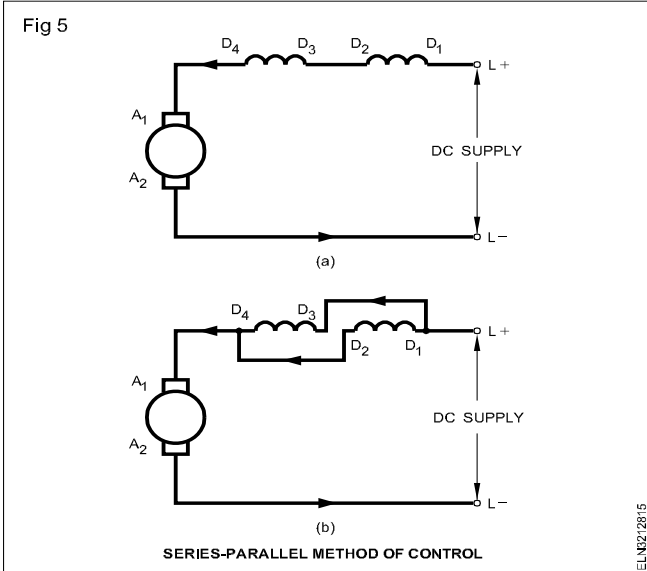 Fig 5
D4 D3 D2 D1
L +
A1
DC SUPPLY
A2
L −
(a)
D4 D3
D2 D1
L +
A1
DC SUPPLY
A2
L −
(b)
SERIES-PARALLEL METHOD OF CONTROL
ELN3212815